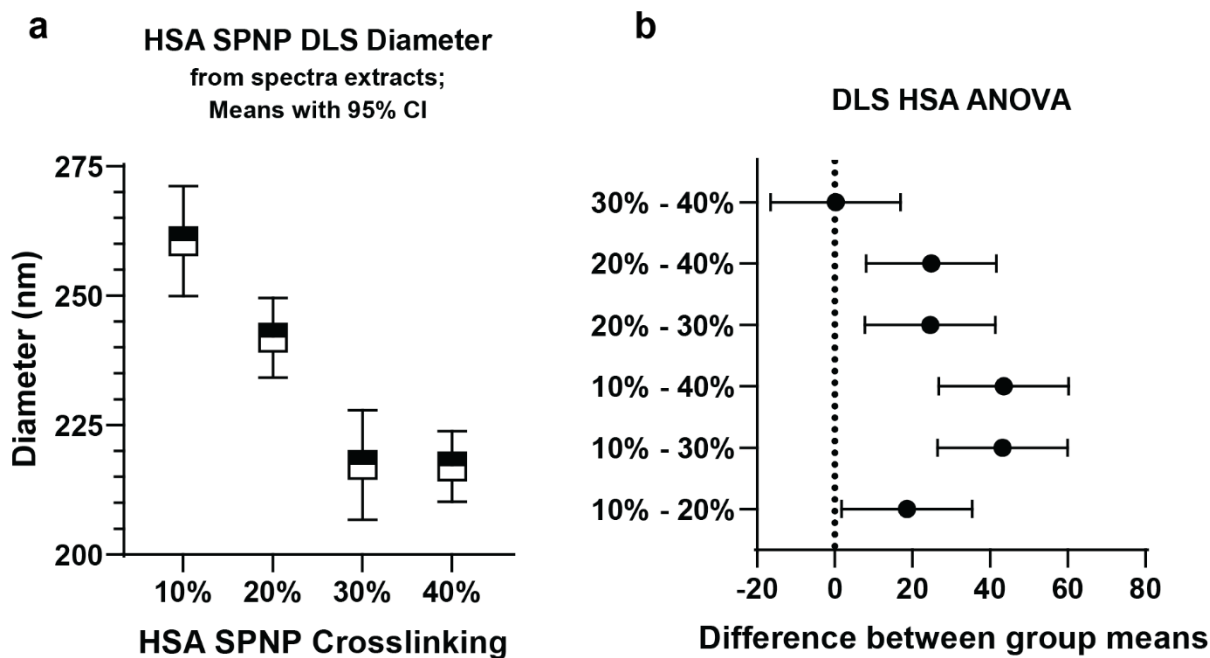 a
HSA SPNP DLS Diameter
from spectra extracts;
Means with 95% CI
Diameter (nm)
275
250
225
200
10% 20% 30% 40%
HSA SPNP Crosslinking
b
DLS HSA ANOVA
30% - 40%
20% - 40%
20% - 30%
10% - 40%
10% - 30%
10% - 20%
-20 0 20 40 60 80
Difference between group means